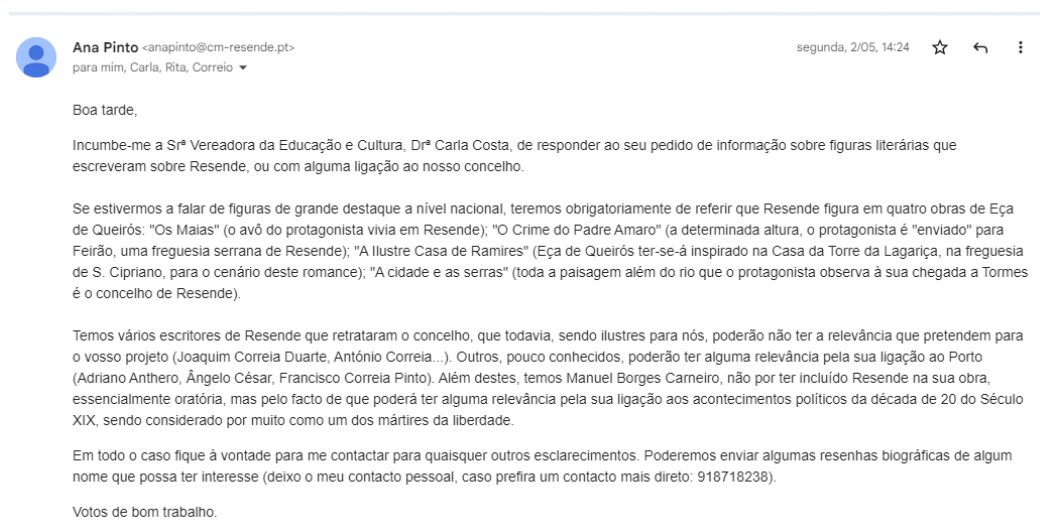 Ana Pinto <anapinto@cm-resende.pt>
segunda, 2/05, 14:24
para mim, Carla, Rita, Correio
Boa tarde,
Incumbe-me a Srª Vereadora da Educação e Cultura, Drª Carla Costa, de responder ao seu pedido de informação sobre figuras literárias que
escreveram sobre Resende, ou com alguma ligação ao nosso concelho.
Se estivermos a falar de figuras de grande destaque a nível nacional, teremos obrigatoriamente de referir que Resende figura em quatro obras de Eça
de Queirós: "Os Maias" (o avô do protagonista vivia em Resende); "O Crime do Padre Amaro" (a determinada altura, o protagonista é "enviado" para
Feirão, uma freguesia serrana de Resende); "A Ilustre Casa de Ramires" (Eça de Queirós ter-se-á inspirado na Casa da Torre da Lagariça, na freguesia
de S. Cipriano, para o cenário deste romance); "A cidade e as serras" (toda a paisagem além do rio que o protagonista observa à sua chegada a Tormes
é o concelho de Resende).
Temos vários escritores de Resende que retrataram o concelho, que todavia, sendo ilustres para nós, poderão não ter a relevância que pretendem para
o vosso projeto (Joaquim Correia Duarte, António Correia...). Outros, pouco conhecidos, poderão ter alguma relevância pela sua ligação ao Porto
(Adriano Anthero, Ângelo César, Francisco Correia Pinto). Além destes, temos Manuel Borges Carneiro, não por ter incluído Resende na sua obra,
essencialmente oratória, mas pelo facto de que poderá ter alguma relevância pela sua ligação aos acontecimentos políticos da década de 20 do Século
XIX, sendo considerado por muito como um dos mártires da liberdade.
Em todo o caso fique à vontade para me contactar para quaisquer outros esclarecimentos. Poderemos enviar algumas resenhas biográficas de algum
nome que possa ter interesse (deixo o meu contacto pessoal, caso prefira um contacto mais direto: 918718238).
Votos de bom trabalho.